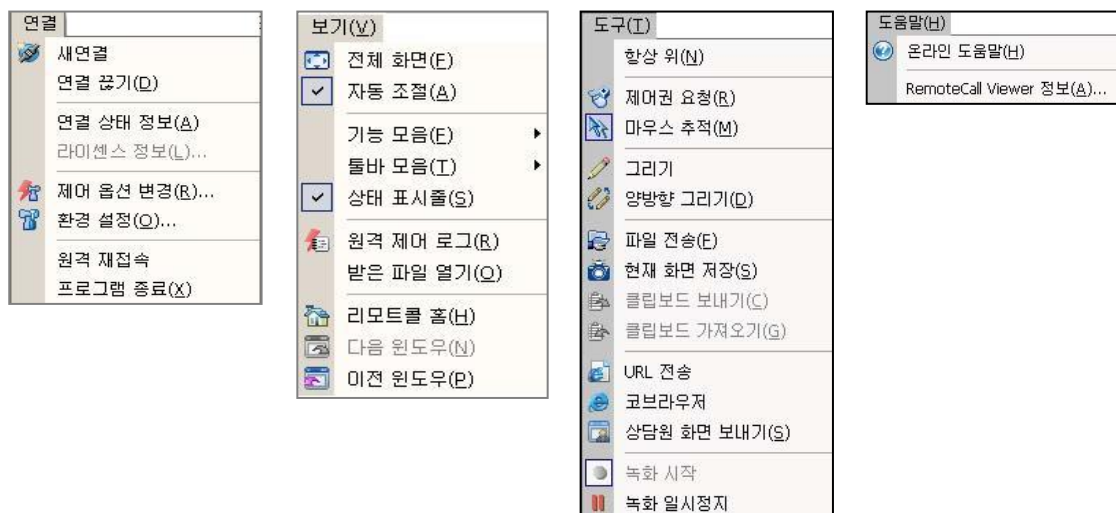 연결
새연결
연결 끊기(D)
연결 상태 정보(A)
라이센스 정보(L)...
제어 옵션 변경(R)...
환경 설정(O)...
원격 재접속
프로그램 종료(X)
보기(V)
전체 화면(F)
자동 조절(A)
기능 모음(F)
툴바 모음(T)
상태 표시줄(S)
원격 제어 로그(R)
받은 파일 열기(O)
리모트콜 홈(H)
다음 윈도우(N)
이전 윈도우(P)
도구(T)
항상 위(N)
제어권 요청(R)
마우스 추적(M)
그리기
양방향 그리기(D)
파일 전송(F)
현재 화면 저장(S)
클립보드 보내기(C)
클립보드 가져오기(G)
URL 전송
코브라우저
상담원 화면 보내기(S)
녹화 시작
녹화 일시정지
도움말(H)
온라인 도움말(H)
RemoteCall Viewer 정보(A)...